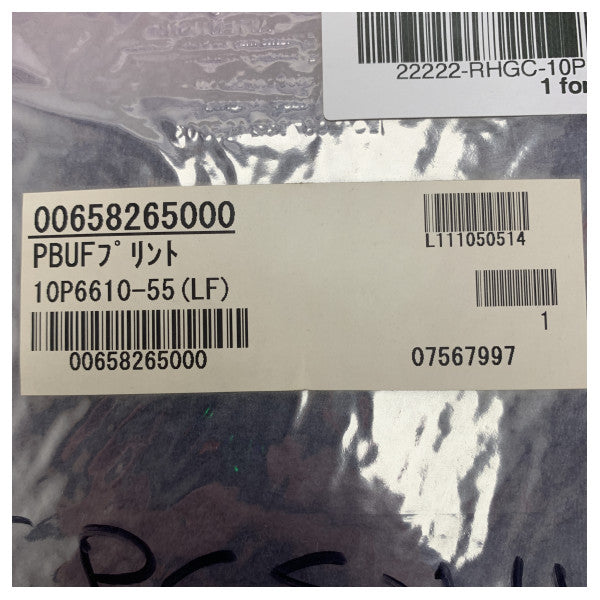 22222-RHGC-10P
1 for
00658265000
PBUFﾌﾟﾘﾝﾄ
10P6610-55(LF)
00658265000
L111050514
1
07567997